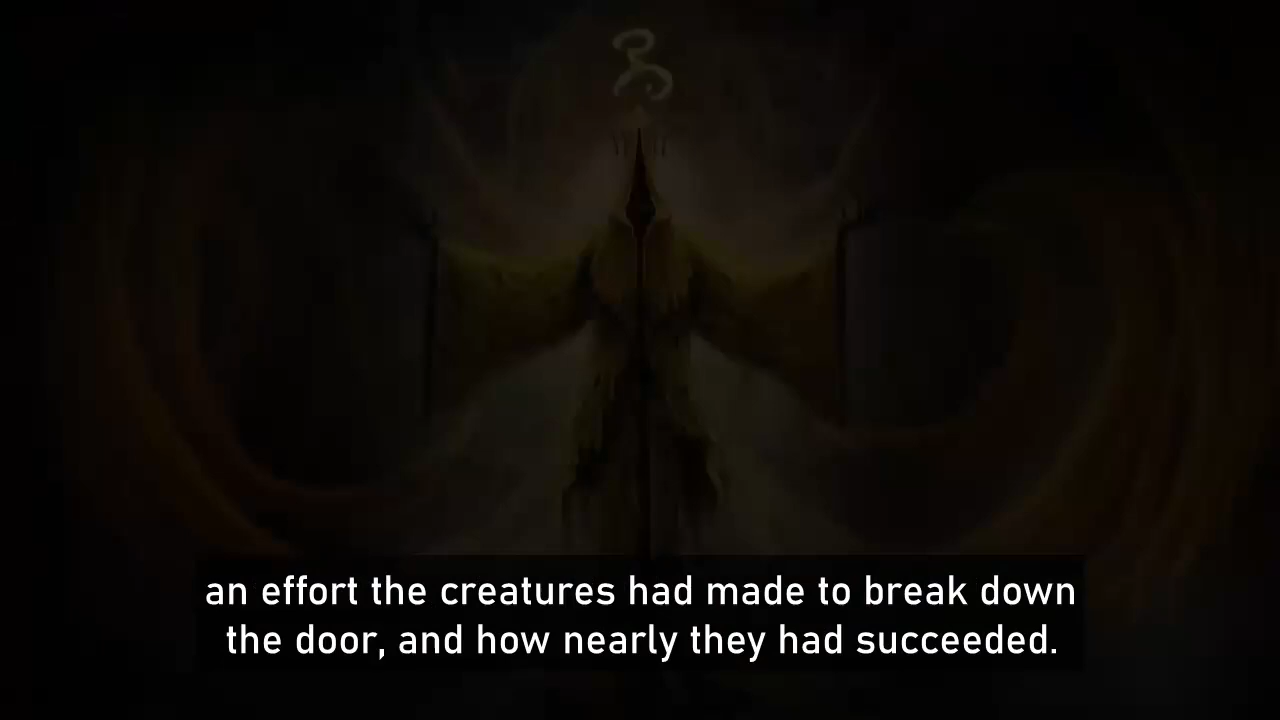 an effort the creatures had made to break down
the door, and how nearly they had succeeded.